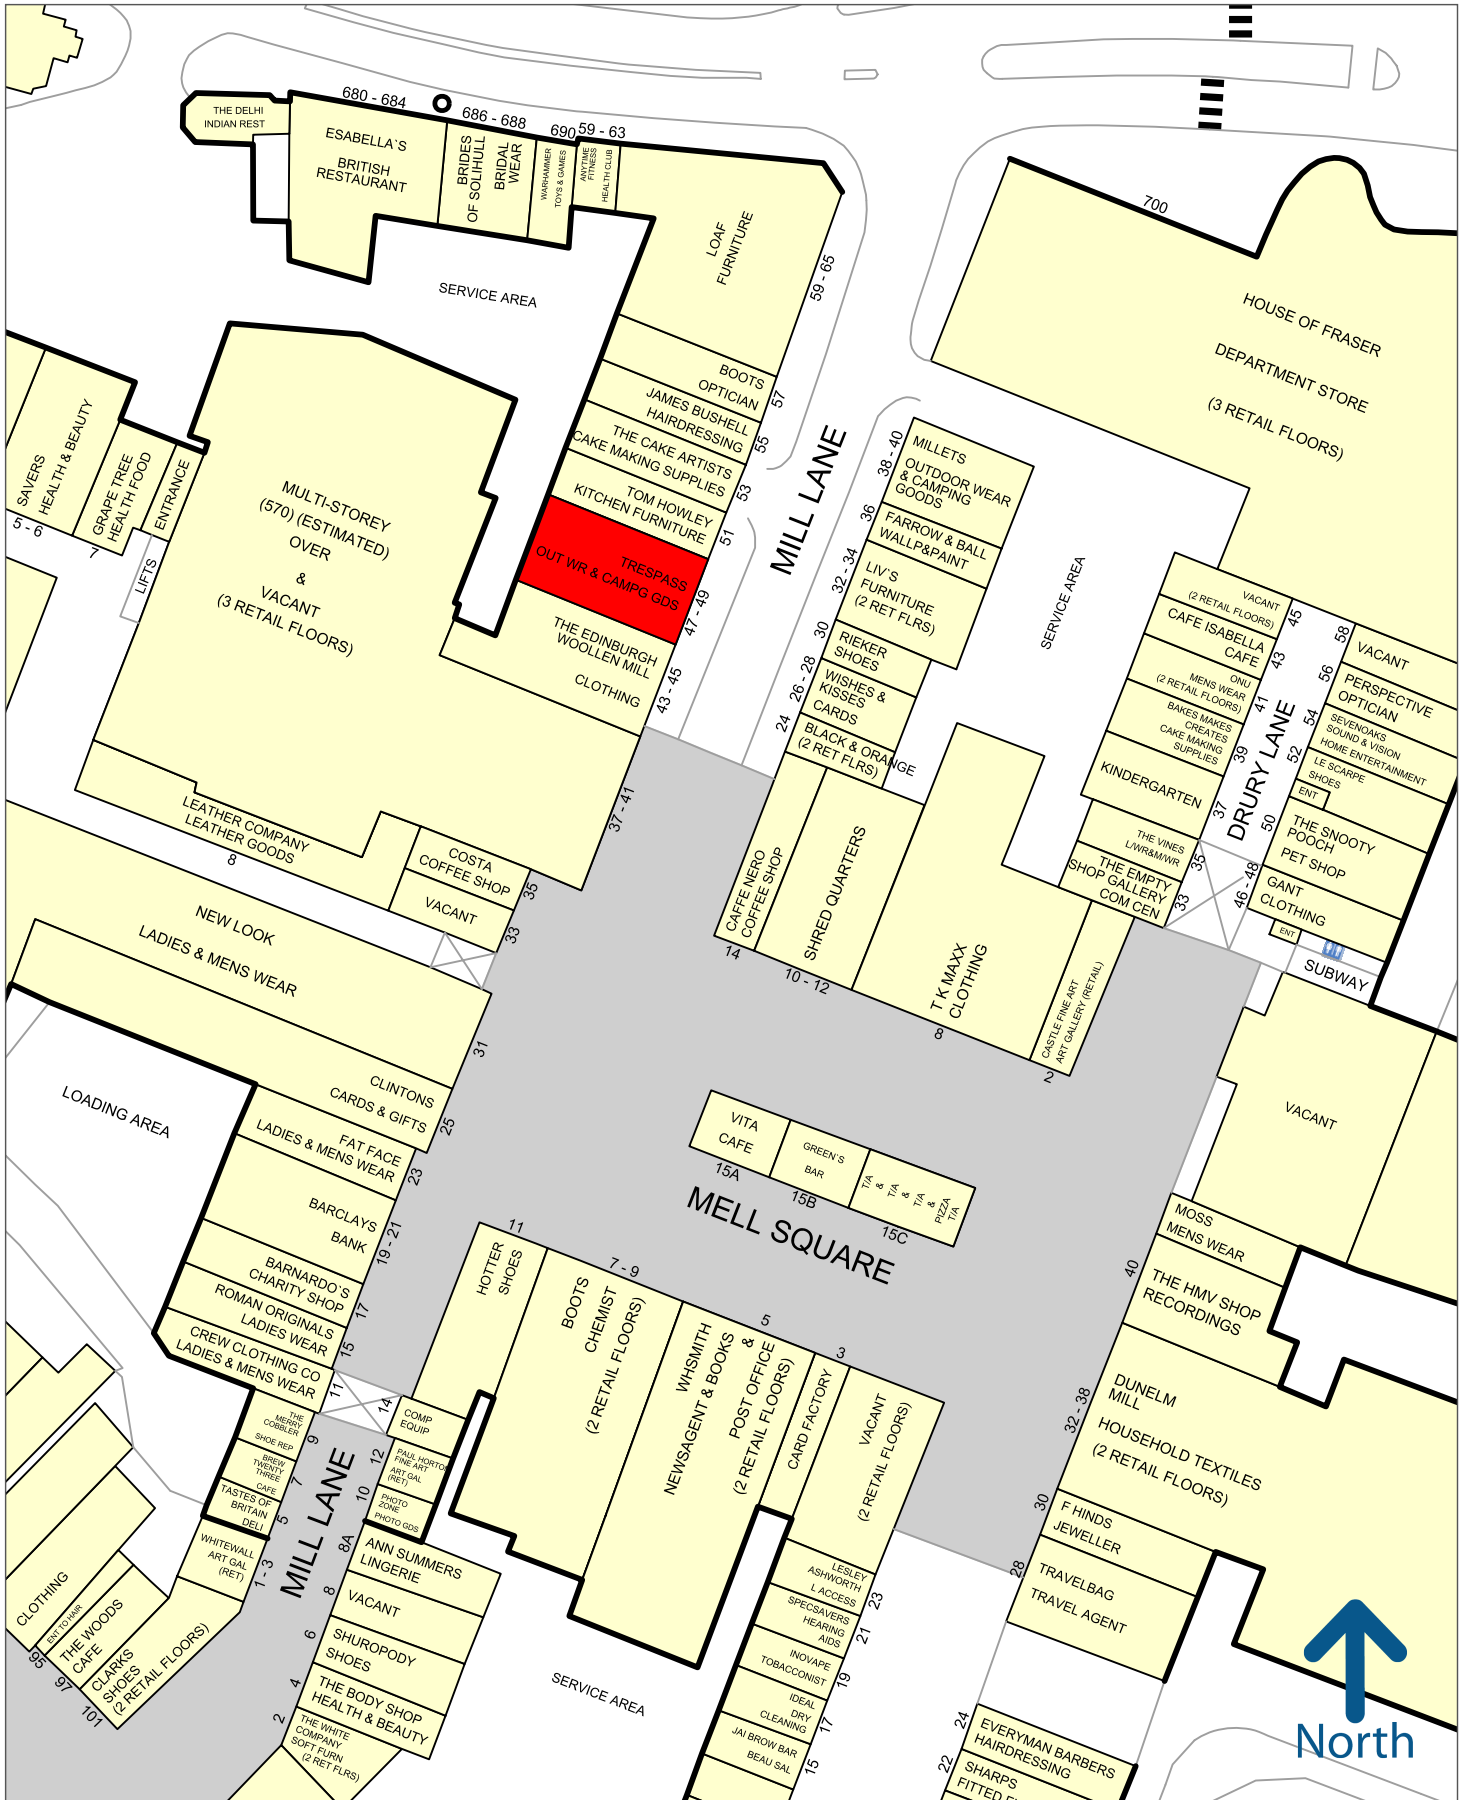 680 - 684
686 - 688
690
59 - 63
THE DELHI
INDIAN REST
ESABELLA`S
BRITISH
RESTAURANT
BRIDES
OF SOLIHULL
BRIDAL
WEAR
WARHAMMER
TOYS & GAMES
ANYTIME
FITNESS
HEALTH CLUB
LOAF
FURNITURE
59 - 65
SERVICE AREA
700
HOUSE OF FRASER
DEPARTMENT STORE
(3 RETAIL FLOORS)
BOOTS
OPTICIAN
57
JAMES BUSHELL
HAIRDRESSING
55
THE CAKE ARTISTS
CAKE MAKING SUPPLIES
53
TOM HOWLEY
KITCHEN FURNITURE
51
TRESPASS
OUT WR & CAMPG GDS
47 - 49
THE EDINBURGH
WOOLLEN MILL
CLOTHING
43 - 45
MILL LANE
SAVERS
HEALTH & BEAUTY
5 - 6
GRAPE TREE
HEALTH FOOD
7
ENTRANCE
LIFTS
MULTI-STOREY
(570) (ESTIMATED)
OVER
&
VACANT
(3 RETAIL FLOORS)
37 - 41
38 - 40
MILLETS
OUTDOOR WEAR
& CAMPING
GOODS
36
FARROW & BALL
WALLP&PAINT
32 - 34
LIV`S
FURNITURE
(2 RET FLRS)
30
RIEKER
SHOES
26 - 28
WISHES &
KISSES
CARDS
24
BLACK & ORANGE
(2 RET FLRS)
SERVICE AREA
VACANT
(2 RETAIL FLOORS)
45
CAFE ISABELLA
CAFE
43
ONU
MENS WEAR
(2 RETAIL FLOORS)
41
BAKES MAKES
CREATES
CAKE MAKING
SUPPLIES
39
KINDERGARTEN
37
THE VINES
L/WR&M/WR
35
THE EMPTY
SHOP GALLERY
COM CEN
33
DRURY LANE
58
VACANT
56
PERSPECTIVE
OPTICIAN
54
SEVENOAKS
SOUND & VISION
HOME ENTERTAINMENT
52
LE SCARPE
SHOES
ENT
50
THE SNOOTY
POOCH
PET SHOP
46 - 48
GANT
CLOTHING
ENT
SUBWAY
LEATHER COMPANY
LEATHER GOODS
8
COSTA
COFFEE SHOP
35
VACANT
33
CAFFE NERO
COFFEE SHOP
14
SHRED QUARTERS
10 - 12
T K MAXX
CLOTHING
8
CASTLE FINE ART
ART GALLERY (RETAIL)
2
NEW LOOK
LADIES & MENS WEAR
31
CLINTONS
CARDS & GIFTS
25
LOADING AREA
FAT FACE
LADIES & MENS WEAR
23
BARCLAYS
BANK
19 - 21
BARNARDO`S
CHARITY SHOP
17
ROMAN ORIGINALS
LADIES WEAR
15
CREW CLOTHING CO
LADIES & MENS WEAR
11
VITA
CAFE
15A
GREEN`S
BAR
15B
T/A
&
T/A
&
T/A
&
PIZZA
T/A
15C
MELL SQUARE
VACANT
MOSS
MENS WEAR
40
THE HMV SHOP
RECORDINGS
DUNELM
MILL
HOUSEHOLD TEXTILES
(2 RETAIL FLOORS)
32 - 38
30
F HINDS
JEWELLER
28
TRAVELBAG
TRAVEL AGENT
11
HOTTER
SHOES
7 - 9
BOOTS
CHEMIST
(2 RETAIL FLOORS)
5
WHSMITH
NEWSAGENT & BOOKS
&
POST OFFICE
(2 RETAIL FLOORS)
3
CARD FACTORY
VACANT
(2 RETAIL FLOORS)
THE
MERRY
COBBLER
SHOE REP
9
BREW
TWENTY
THREE
CAFE
7
TASTES OF
BRITAIN
DELI
5
WHITEWALL
ART GAL
(RET)
1 - 3
MILL LANE
14
COMP
EQUIP
12
PAUL HORTO
FINE ART
ART GAL
(RET)
10
PHOTO
ZONE
PHOTO GDS
8A
ANN SUMMERS
LINGERIE
8
VACANT
6
SHUROPODY
SHOES
4
THE BODY SHOP
HEALTH & BEAUTY
2
THE WHITE
COMPANY
SOFT FURN
(2 RET FLRS)
CLOTHING
ENT TO HAIR
95
THE WOODS
CAFE
97
CLARKS
SHOES
(2 RETAIL FLOORS)
101
SERVICE AREA
LESLEY
ASHWORTH
L ACCESS
23
SPECSAVERS
HEARING
AIDS
21
INOVAPE
TOBACCONIST
19
IDEAL
DRY
CLEANING
17
JAI BROW BAR
BEAU SAL
15
24
EVERYMAN BARBERS
HAIRDRESSING
22
SHARPS
North